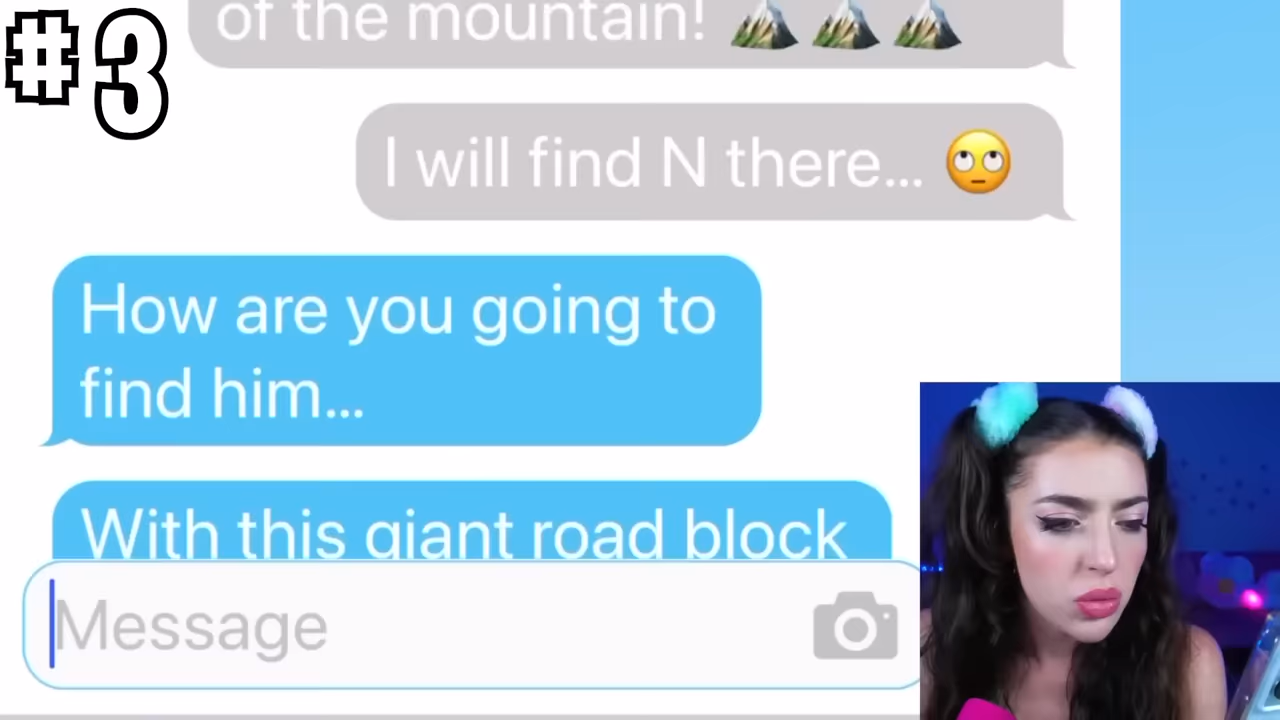 #3
of the mountain! ⛰️⛰️⛰️
I will find N there... 🙄
How are you going to
find him...
With this giant road block
Message